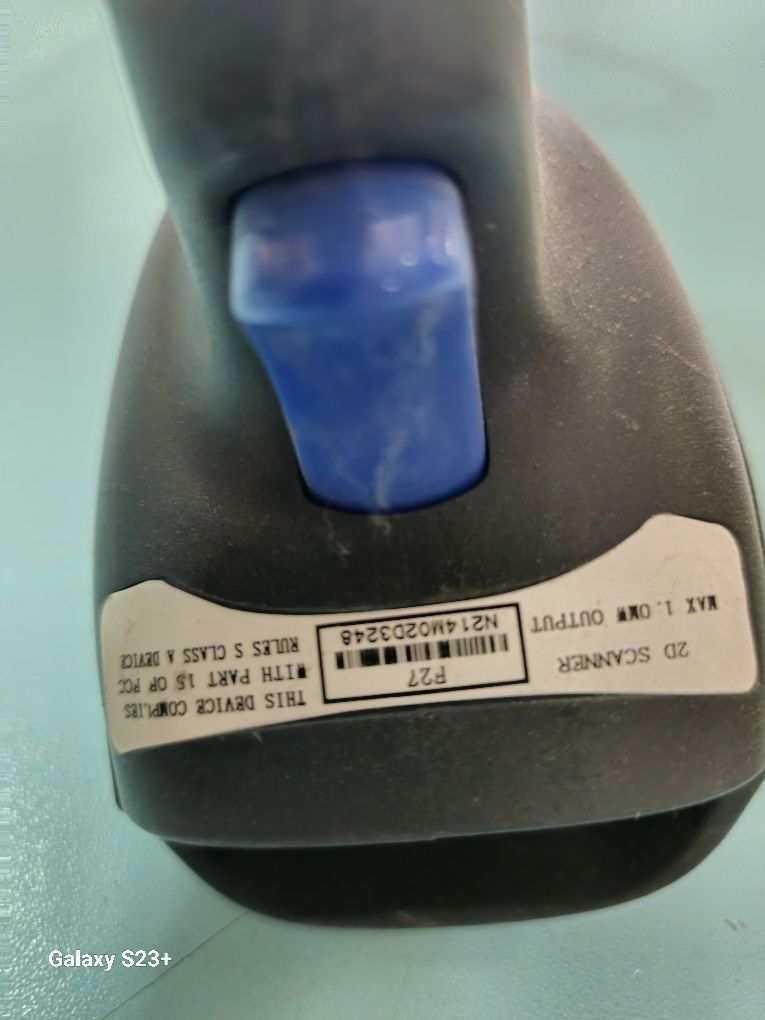 2D SCANNER
MAX 1.0MW OUTPUT
F27
N214M02D3248
THIS DEVICE COMPLIES
WITH PART 15 OF FCC
RULES S CLASS A DEVICE
Galaxy S23+